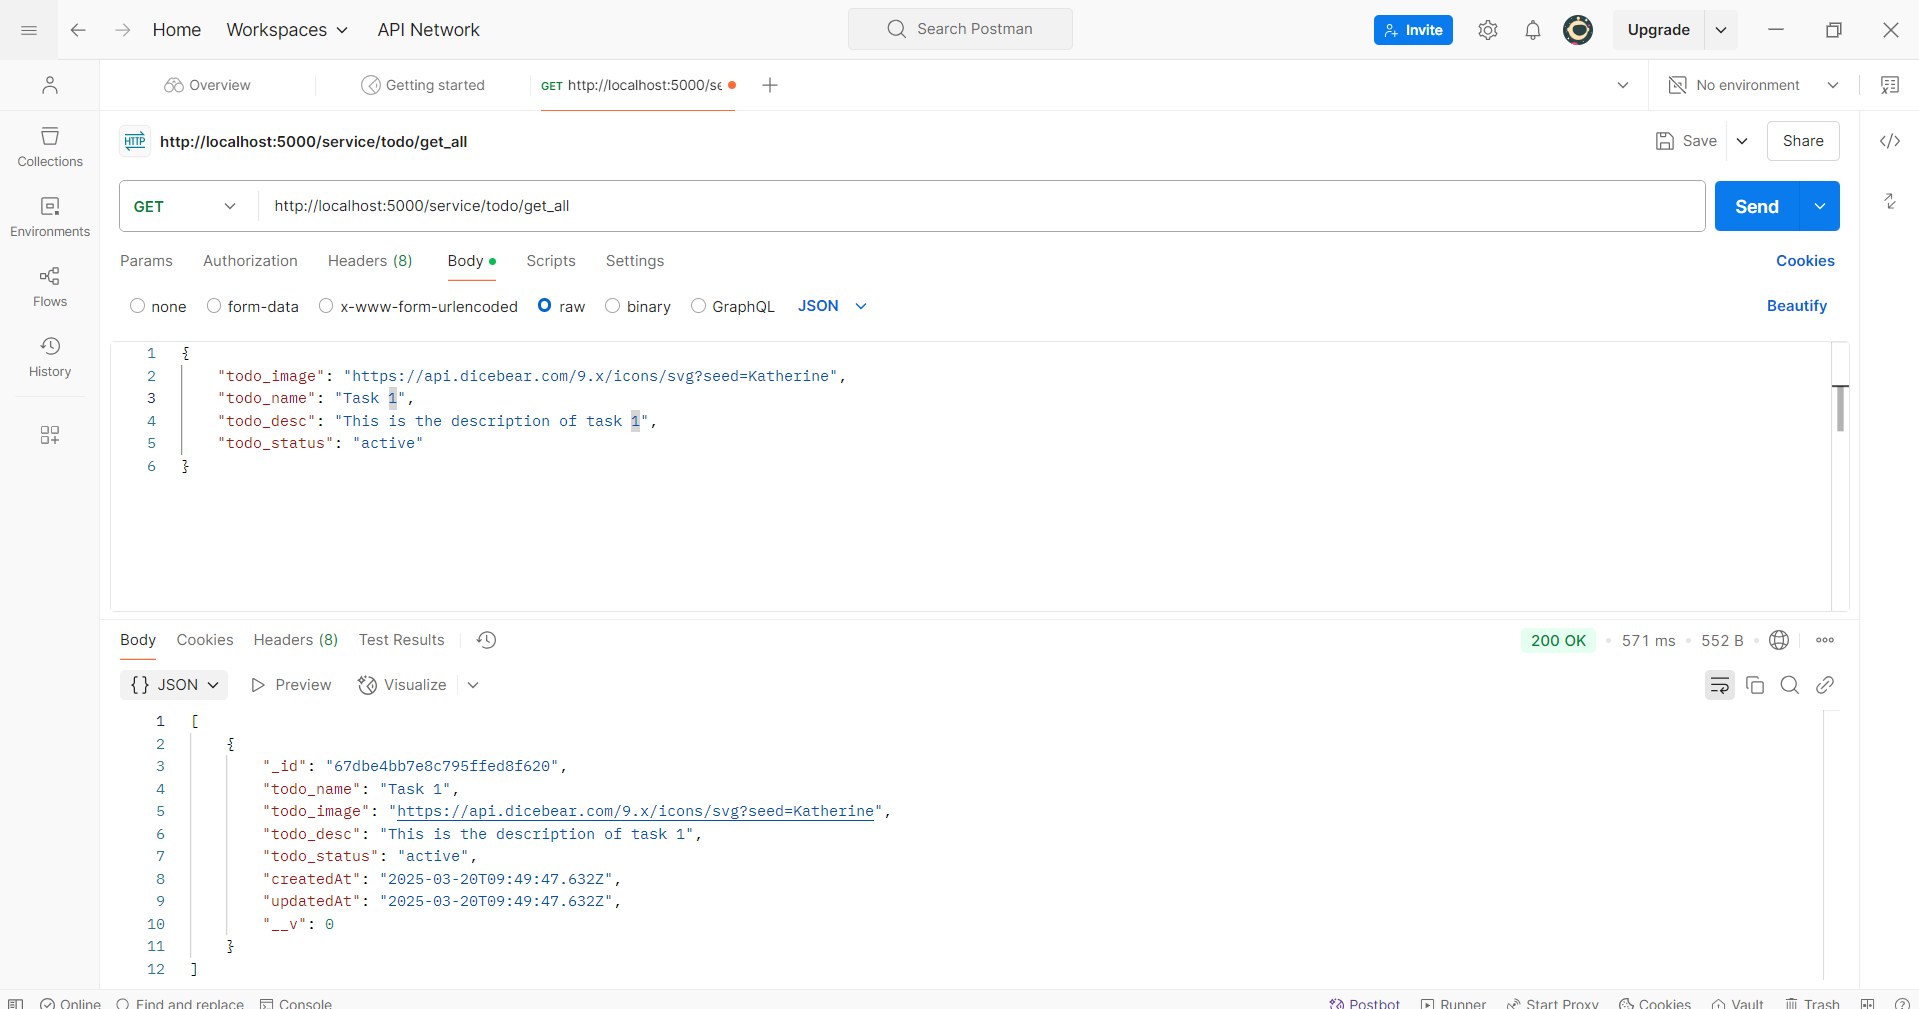 Home Workspaces API Network Search Postman Invite Upgrade
Overview Getting started GET http://localhost:5000/se No environment
HTTP http://localhost:5000/service/todo/get_all Save Share
Collections
GET http://localhost:5000/service/todo/get_all Send
Environments
Params Authorization Headers (8) Body Scripts Settings Cookies
Flows
none form-data x-www-form-urlencoded raw binary GraphQL JSON Beautify
History
1 {
2 "todo_image": "https://api.dicebear.com/9.x/icons/svg?seed=Katherine",
3 "todo_name": "Task 1",
4 "todo_desc": "This is the description of task 1",
5 "todo_status": "active"
6 }
Body Cookies Headers (8) Test Results 200 OK 571 ms 552 B
{} JSON Preview Visualize
1 [
2 {
3 "_id": "67dbe4bb7e8c795ffed8f620",
4 "todo_name": "Task 1",
5 "todo_image": "https://api.dicebear.com/9.x/icons/svg?seed=Katherine",
6 "todo_desc": "This is the description of task 1",
7 "todo_status": "active",
8 "createdAt": "2025-03-20T09:49:47.632Z",
9 "updatedAt": "2025-03-20T09:49:47.632Z",
10 "__v": 0
11 }
12 ]
Online Find and replace Console Postbot Runner Start Proxy Cookies Vault Trash